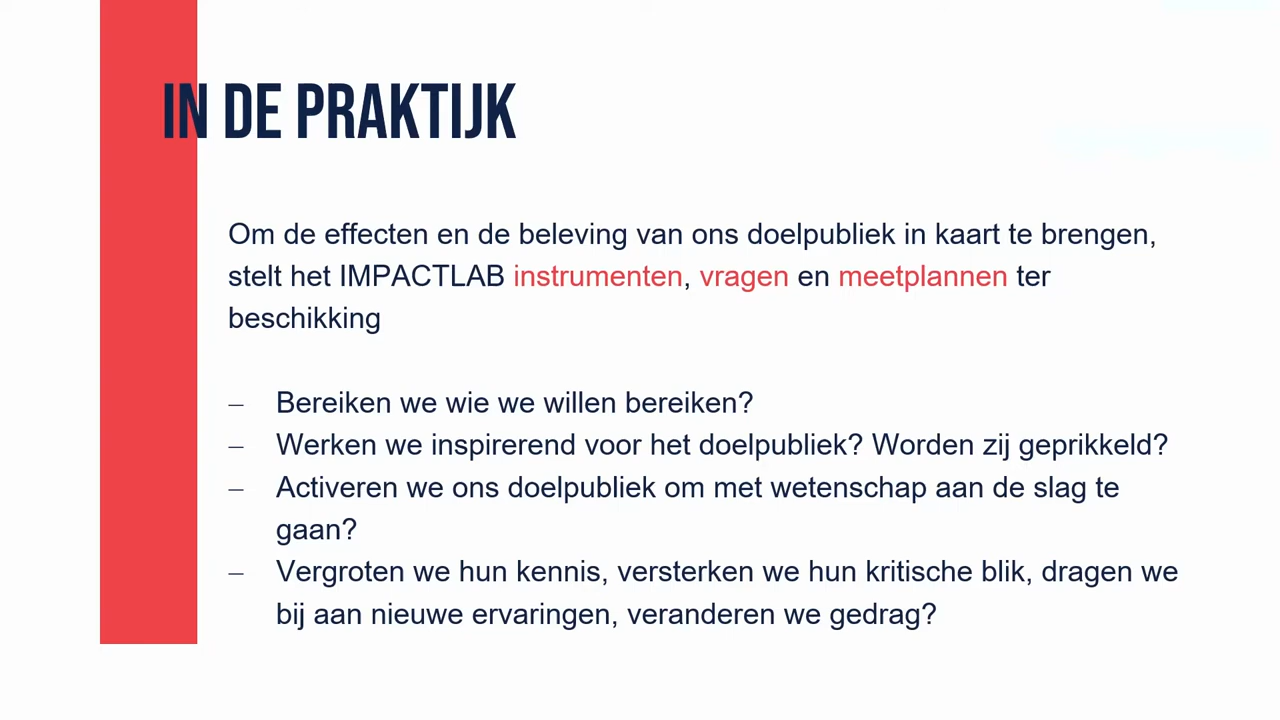 IN DE PRAKTIJK
Om de effecten en de beleving van ons doelpubliek in kaart te brengen,
stelt het IMPACTLAB instrumenten, vragen en meetplannen ter
beschikking
– Bereiken we wie we willen bereiken?
– Werken we inspirerend voor het doelpubliek? Worden zij geprikkeld?
– Activeren we ons doelpubliek om met wetenschap aan de slag te
gaan?
– Vergroten we hun kennis, versterken we hun kritische blik, dragen we
bij aan nieuwe ervaringen, veranderen we gedrag?